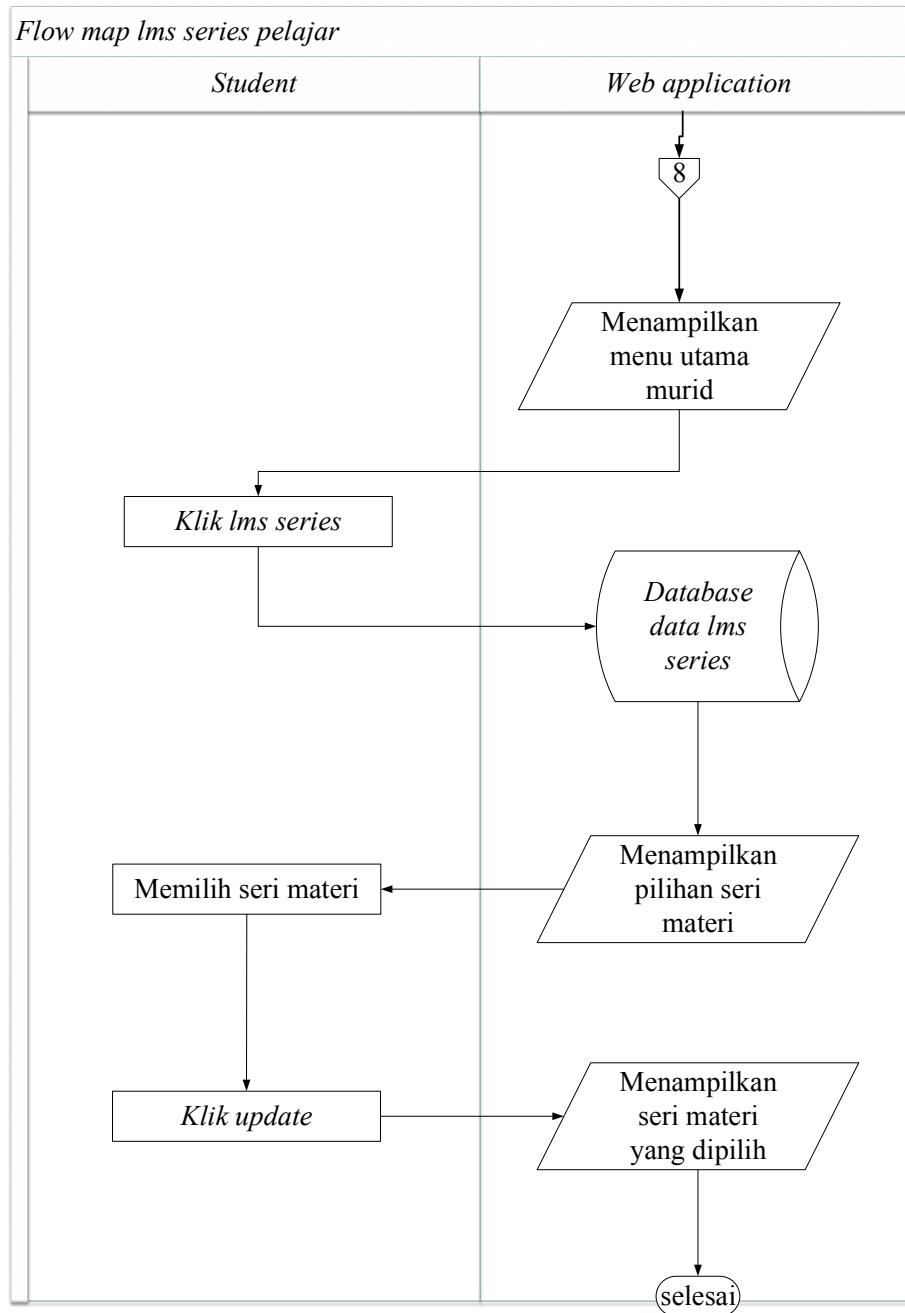 Flow map lms series pelajar
Student
Web application
8
Menampilkan
menu utama
murid
Klik lms series
Database
data lms
series
Menampilkan
pilihan seri
materi
Memilih seri materi
Klik update
Menampilkan
seri materi
yang dipilih
selesai